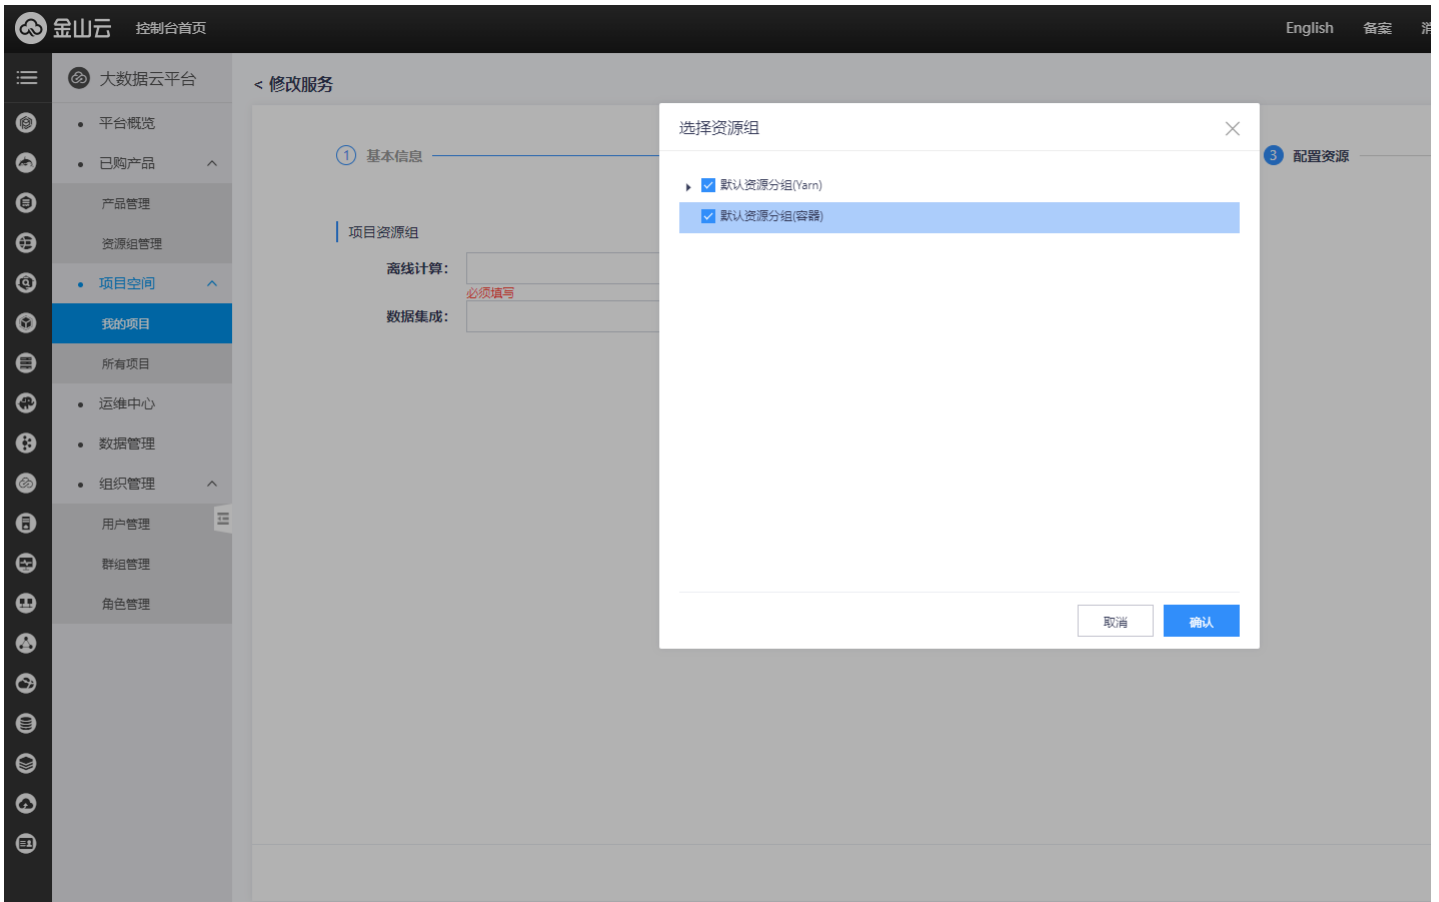 金山云 控制台首页 English 备案
大数据云平台
< 修改服务
平台概览
已购产品
产品管理
资源组管理
项目空间
我的项目
所有项目
运维中心
数据管理
组织管理
用户管理
群组管理
角色管理
1 基本信息
3 配置资源
项目资源组
离线计算：
必须填写
数据集成：
选择资源组
默认资源分组(Yarn)
默认资源分组(容器)
取消 确认